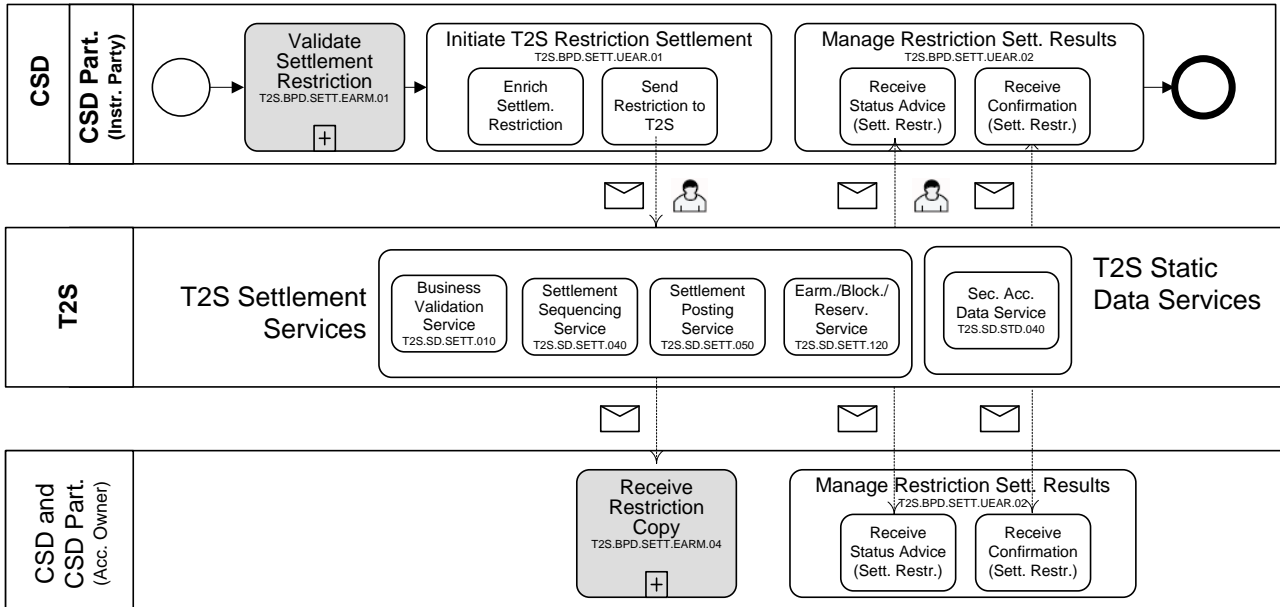 CSD
CSD Part.
(Instr. Party)
Validate
Settlement
Restriction
T2S.BPD.SETT.EARM.01
+
Initiate T2S Restriction Settlement
T2S.BPD.SETT.UEAR.01
Enrich
Settlem.
Restriction
Send
Restriction to
T2S
Manage Restriction Sett. Results
T2S.BPD.SETT.UEAR.02
Receive
Status Advice
(Sett. Restr.)
Receive
Confirmation
(Sett. Restr.)
T2S
T2S Settlement
Services
Business
Validation
Service
T2S.SD.SETT.010
Settlement
Sequencing
Service
T2S.SD.SETT.040
Settlement
Posting
Service
T2S.SD.SETT.050
Earm./Block./
Reserv.
Service
T2S.SD.SETT.120
Sec. Acc.
Data Service
T2S.SD.STD.040
T2S Static
Data Services
CSD and
CSD Part.
(Acc. Owner)
Receive
Restriction
Copy
T2S.BPD.SETT.EARM.04
+
Manage Restriction Sett. Results
T2S.BPD.SETT.UEAR.02
Receive
Status Advice
(Sett. Restr.)
Receive
Confirmation
(Sett. Restr.)